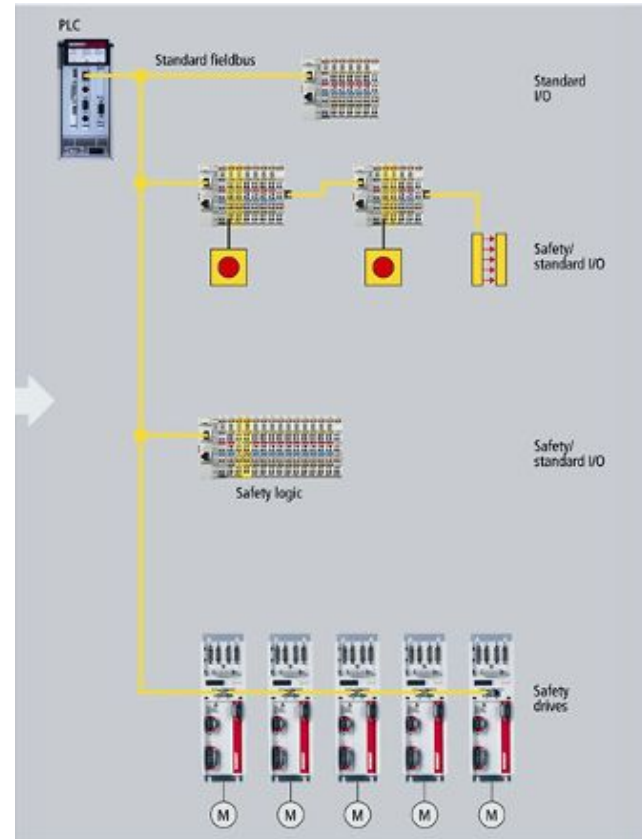 PLC
Standard fieldbus
Standard
I/O
Safety/
standard I/O
Safety/
standard I/O
Safety logic
Safety
drives
M
M
M
M
M